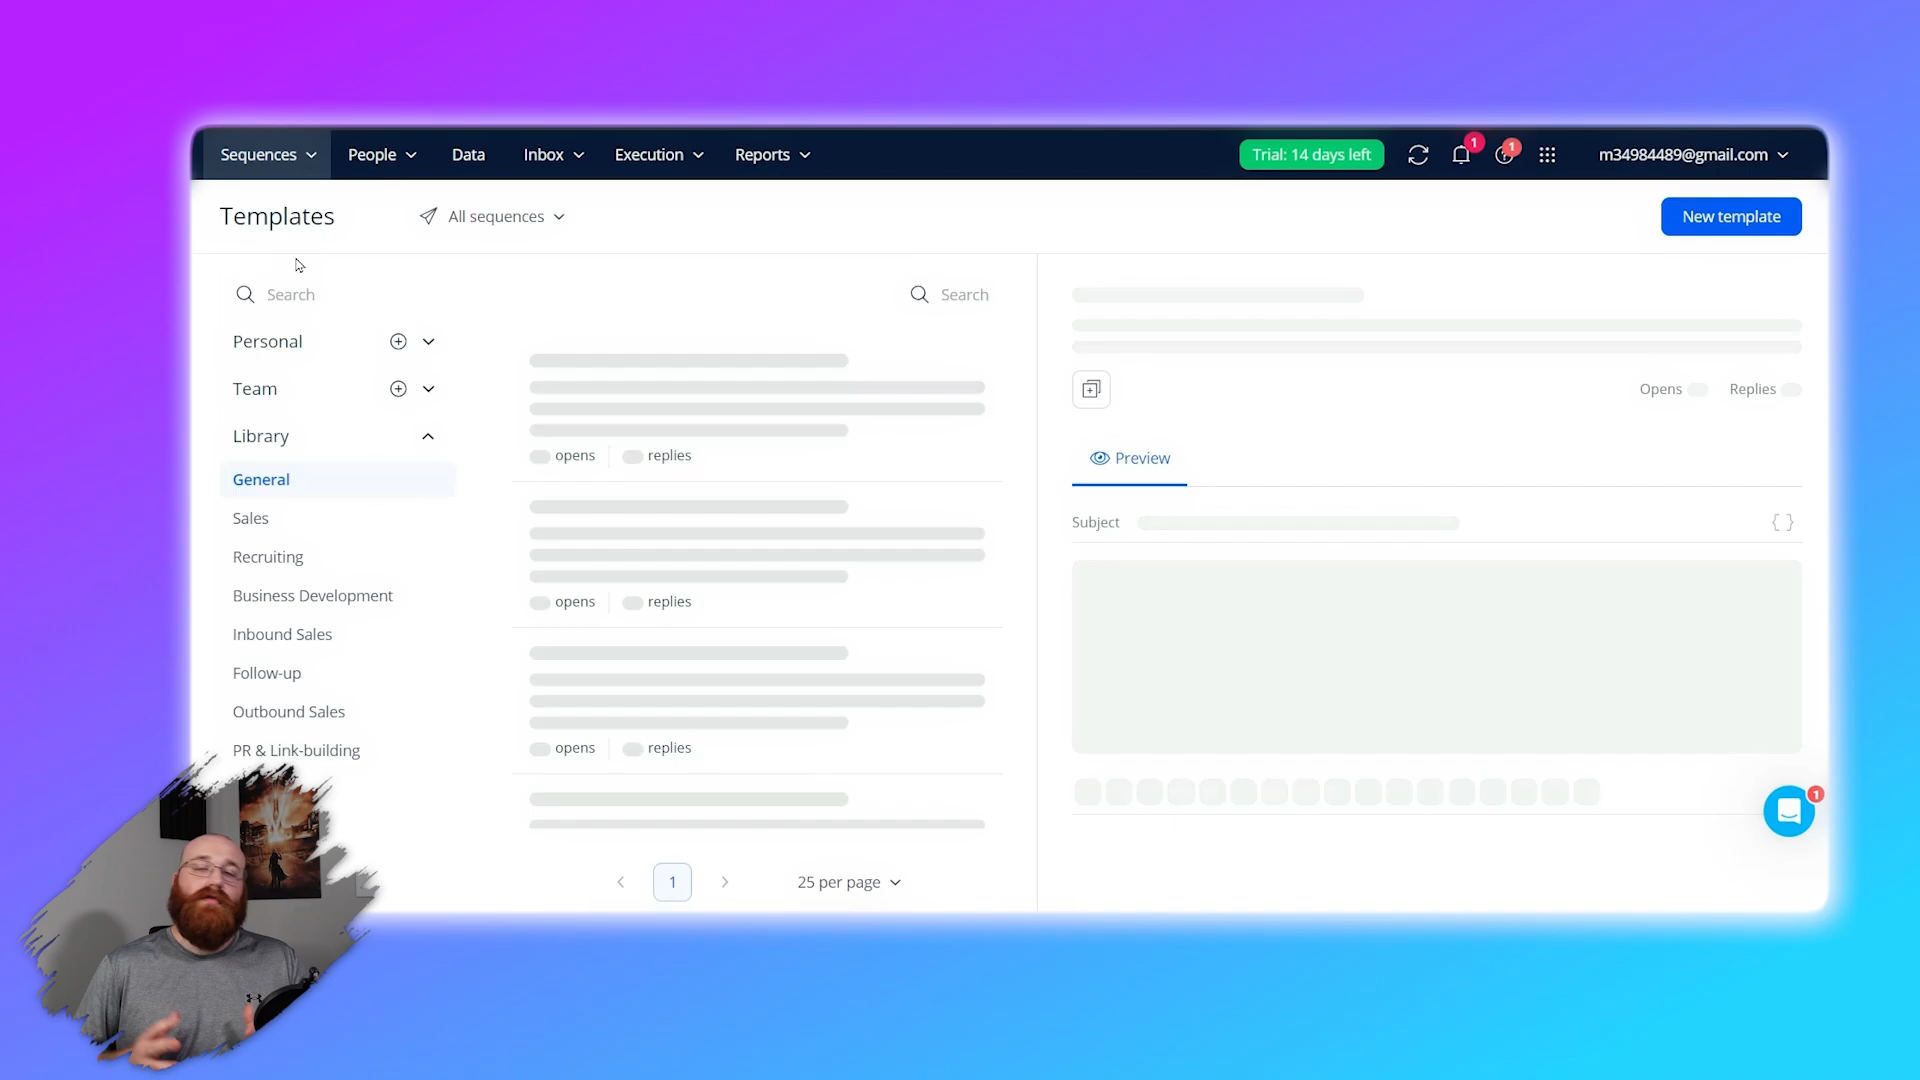 Sequences People Data Inbox Execution Reports Trial: 14 days left 1 1 m34984489@gmail.com
Templates All sequences New template
Search
Personal
Team
Library
General
Sales
Recruiting
Business Development
Inbound Sales
Follow-up
Outbound Sales
PR & Link-building
Search
opens replies
opens replies
opens replies
1 25 per page
Opens Replies
Preview
Subject { }
1